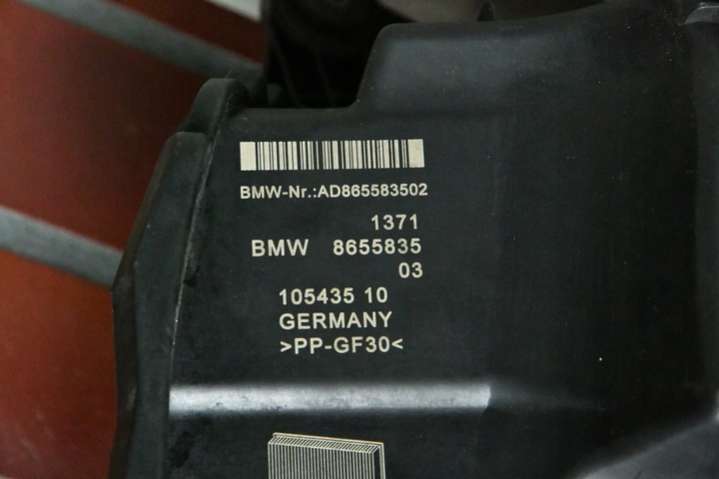 BMW-Nr.:AD865583502
1371
BMW 8655835
03
105435 10
GERMANY
>PP-GF30<